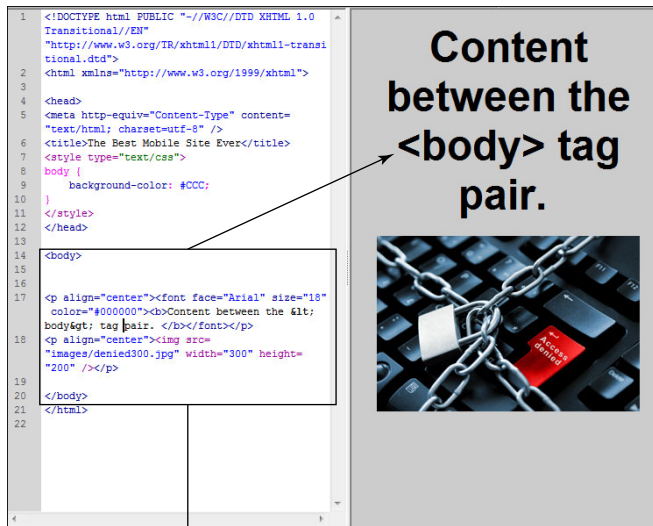 1 <!DOCTYPE html PUBLIC "-//W3C//DTD XHTML 1.0
Transitional//EN"
"http://www.w3.org/TR/xhtml1/DTD/xhtml1-transi
tional.dtd">
2 <html xmlns="http://www.w3.org/1999/xhtml">
3
4 <head>
5 <meta http-equiv="Content-Type" content=
"text/html; charset=utf-8" />
6 <title>The Best Mobile Site Ever</title>
7 <style type="text/css">
8 body {
9 background-color: #CCC;
10 }
11 </style>
12 </head>
13
14 <body>
15
16
17 <p align="center"><font face="Arial" size="18"
color="#000000"><b>Content between the &lt;
body&gt; tag pair. </b></font></p>
18 <p align="center"><img src=
"images/denied300.jpg" width="300" height=
"200" /></p>
19
20 </body>
21 </html>
22
Content
between the
<body> tag
pair.
Access
denied